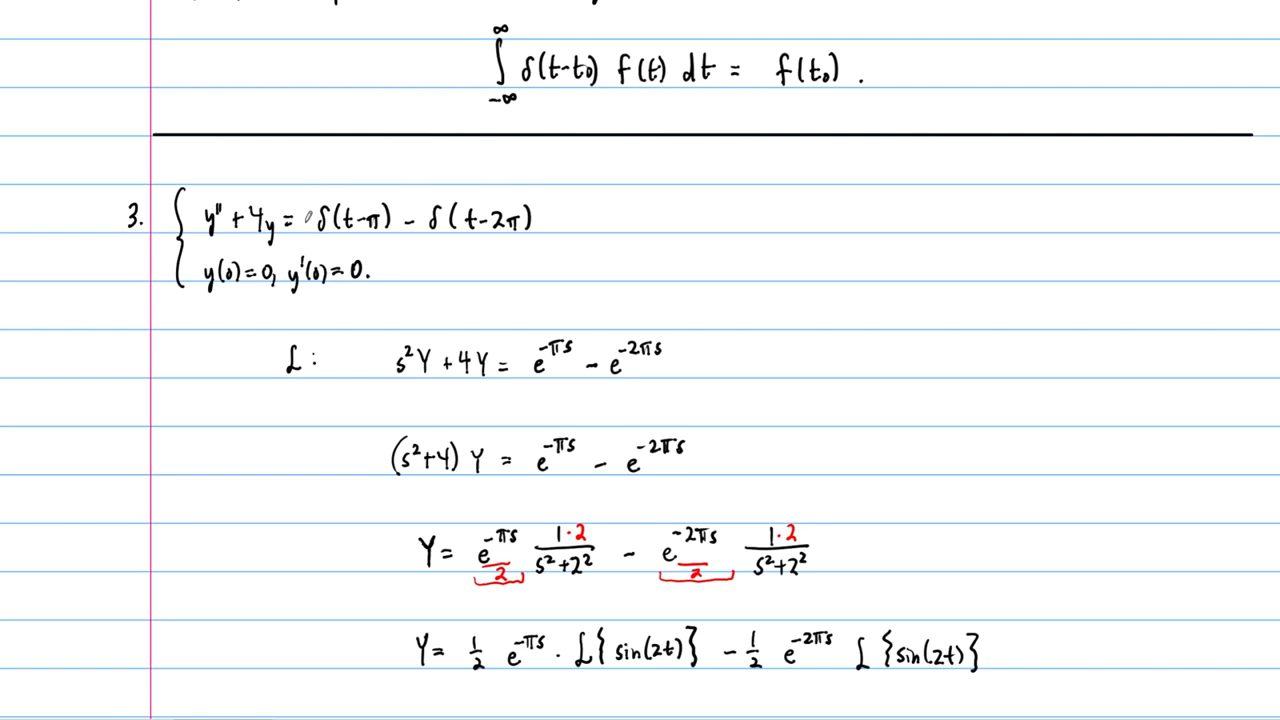 ∫_{-∞}^{∞} δ(t-t₀) f(t) dt = f(t₀).
3. { y'' + 4y = δ(t-π) - δ(t-2π)
y(0)=0, y'(0)=0.
ℒ: s²Y + 4Y = e^{-πs} - e^{-2πs}
(s²+4) Y = e^{-πs} - e^{-2πs}
Y = e^{-πs}/2 (1·2)/(s²+2²) - e^{-2πs}/2 (1·2)/(s²+2²)
Y = 1/2 e^{-πs} · ℒ{sin(2t)} - 1/2 e^{-2πs} ℒ{sin(2t)}